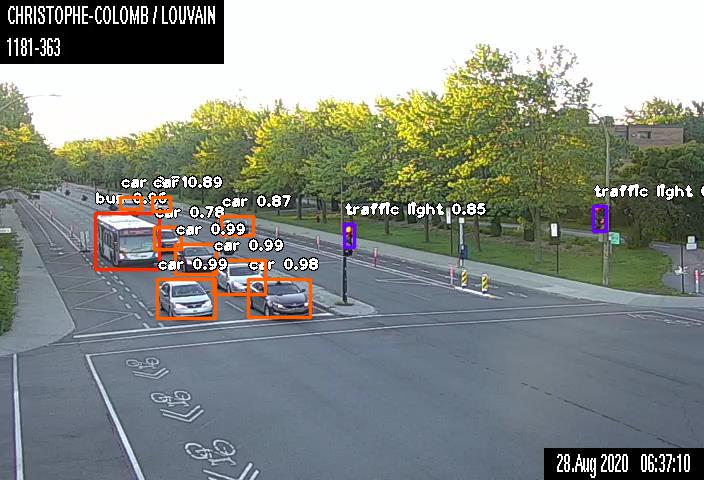 CHRISTOPHE-COLOMB / LOUVAIN
1181-363
car
car 0.89
bus
car 0.87
traffic light
car 0.78
traffic light 0.85
car 0.99
car 0.99
car 0.99
car 0.98
28.Aug 2020 06:37:10